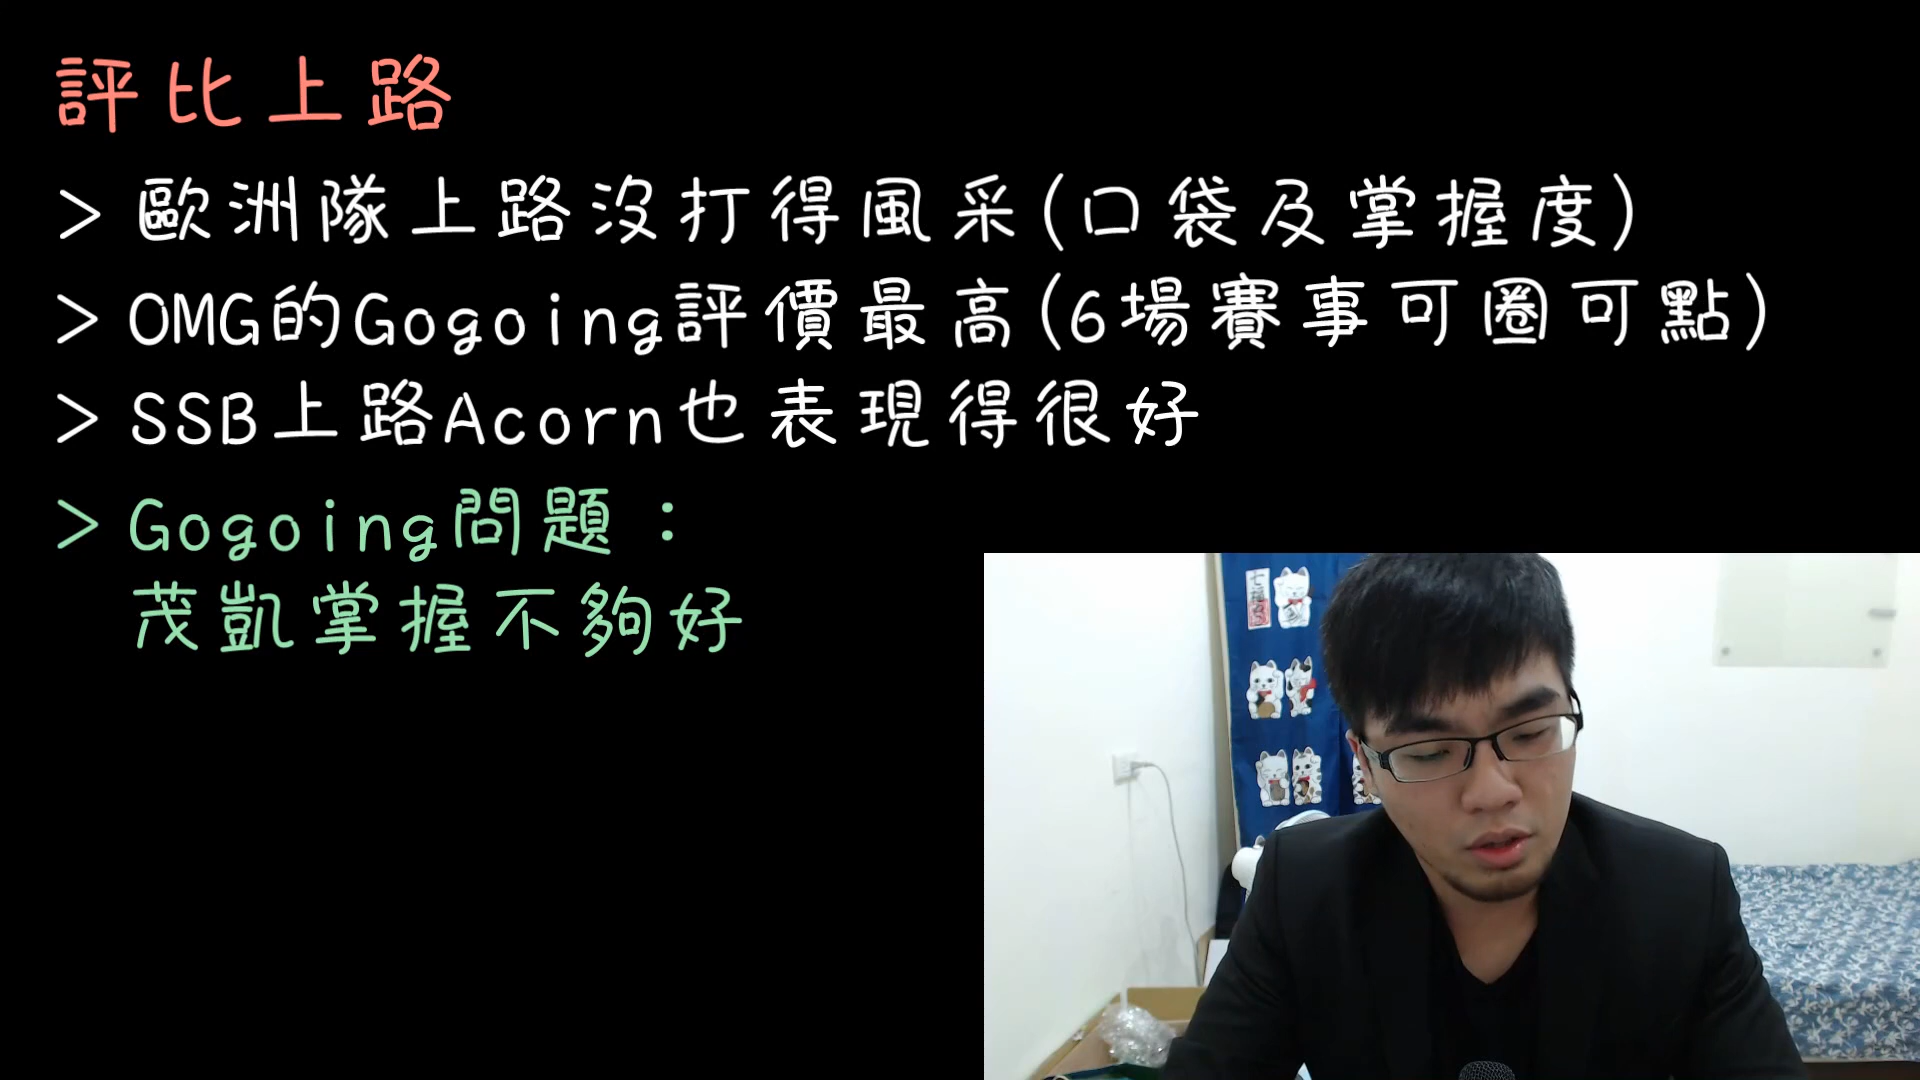 評比上路
> 歐洲隊上路沒打得風采(口袋及掌握度)
> OMG的Gogoing評價最高(6場賽事可圈可點)
> SSB上路Acorn也表現得很好
> Gogoing問題：
茂凱掌握不夠好